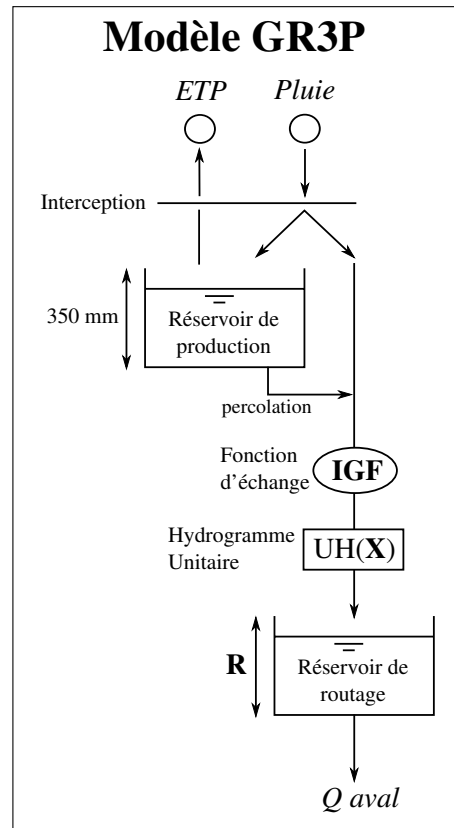 Modèle GR3P
ETP Pluie
Interception
350 mm
Réservoir de
production
percolation
Fonction
d'échange
IGF
Hydrogramme
Unitaire
UH(X)
R
Réservoir de
routage
Q aval